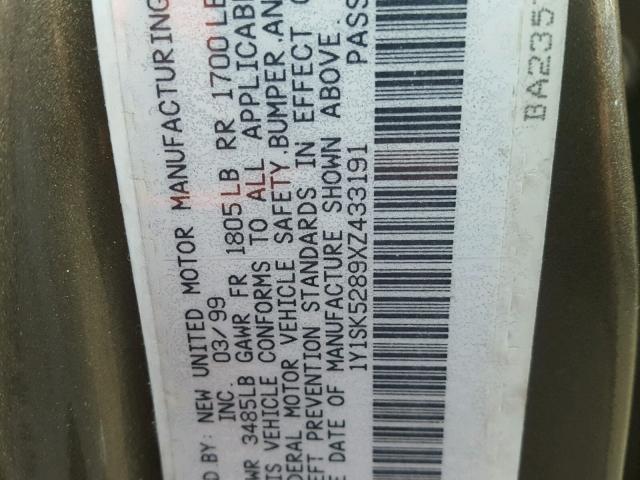 D BY: NEW UNITED MOTOR MANUFACTURING
INC. 03/99
WR 3485LB GAWR FR 1805LB RR 1700LB
IS VEHICLE CONFORMS TO ALL APPLICABL
DERAL MOTOR VEHICLE SAFETY, BUMPER, AN
EFT PREVENTION STANDARDS IN EFFECT O
E DATE OF MANUFACTURE SHOWN ABOVE.
1Y1SK5289XZ433191 PASS
BA235